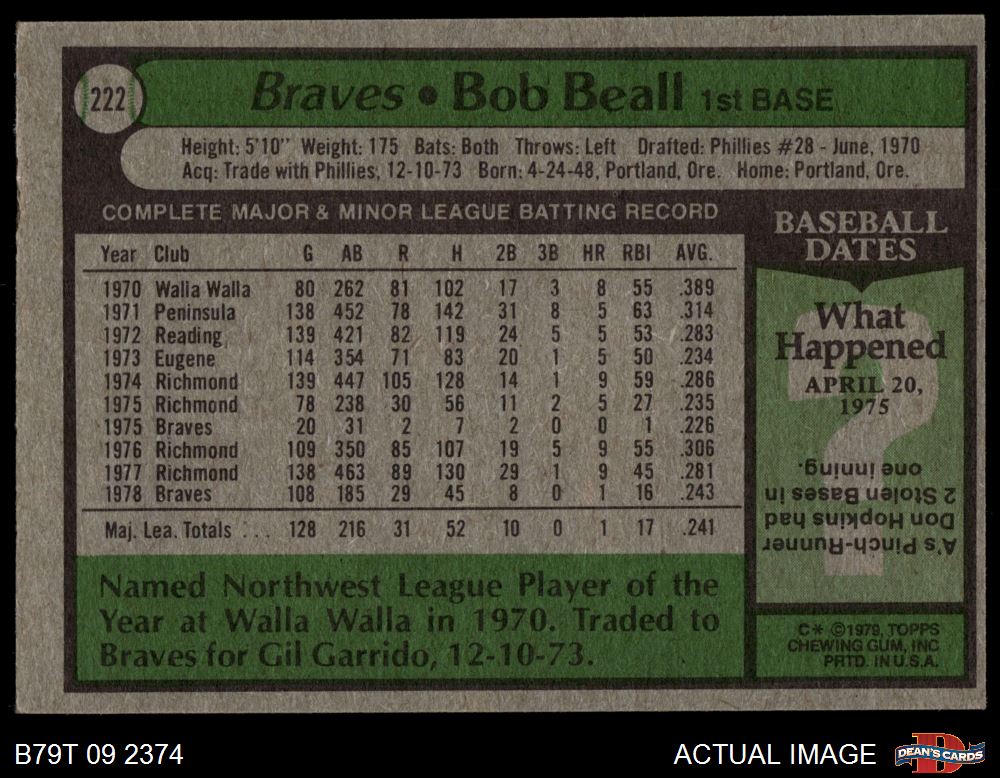 222
Braves • Bob Beall 1st BASE
Height: 5'10" Weight: 175 Bats: Both Throws: Left Drafted: Phillies #28 - June, 1970
Acq: Trade with Phillies, 12-10-73 Born: 4-24-48, Portland, Ore. Home: Portland, Ore.
COMPLETE MAJOR & MINOR LEAGUE BATTING RECORD
Year Club G AB R H 2B 3B HR RBI AVG.
1970 Walla Walla 80 262 81 102 17 3 8 55 .389
1971 Peninsula 138 452 78 142 31 8 5 63 .314
1972 Reading 139 421 82 119 24 5 5 53 .283
1973 Eugene 114 354 71 83 20 1 5 50 .234
1974 Richmond 139 447 105 128 14 1 9 59 .286
1975 Richmond 78 238 30 56 11 2 5 27 .235
1975 Braves 20 31 2 7 2 0 0 1 .226
1976 Richmond 109 350 85 107 19 5 9 55 .306
1977 Richmond 138 463 89 130 29 1 9 45 .281
1978 Braves 108 185 29 45 8 0 1 16 .243
Maj. Lea. Totals . . . 128 216 31 52 10 0 1 17 .241
Named Northwest League Player of the
Year at Walla Walla in 1970. Traded to
Braves for Gil Garrido, 12-10-73.
BASEBALL
DATES
What
Happened
APRIL 20,
1975
?
A's Pinch-Runner
Don Hopkins had
2 Stolen Bases in
one inning.
C* ©1979, TOPPS
CHEWING GUM, INC
PRTD. IN U.S.A.
B79T 09 2374
ACTUAL IMAGE
DEAN'S CARDS